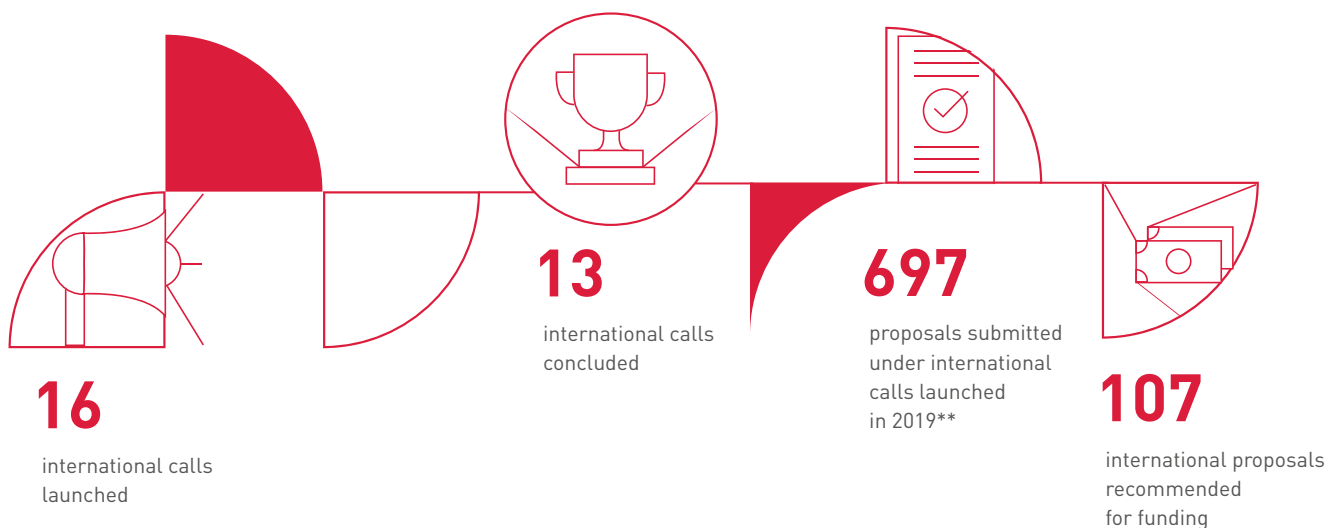 16
international calls
launched
13
international calls
concluded
697
proposals submitted
under international
calls launched
in 2019**
107
international proposals
recommended
for funding